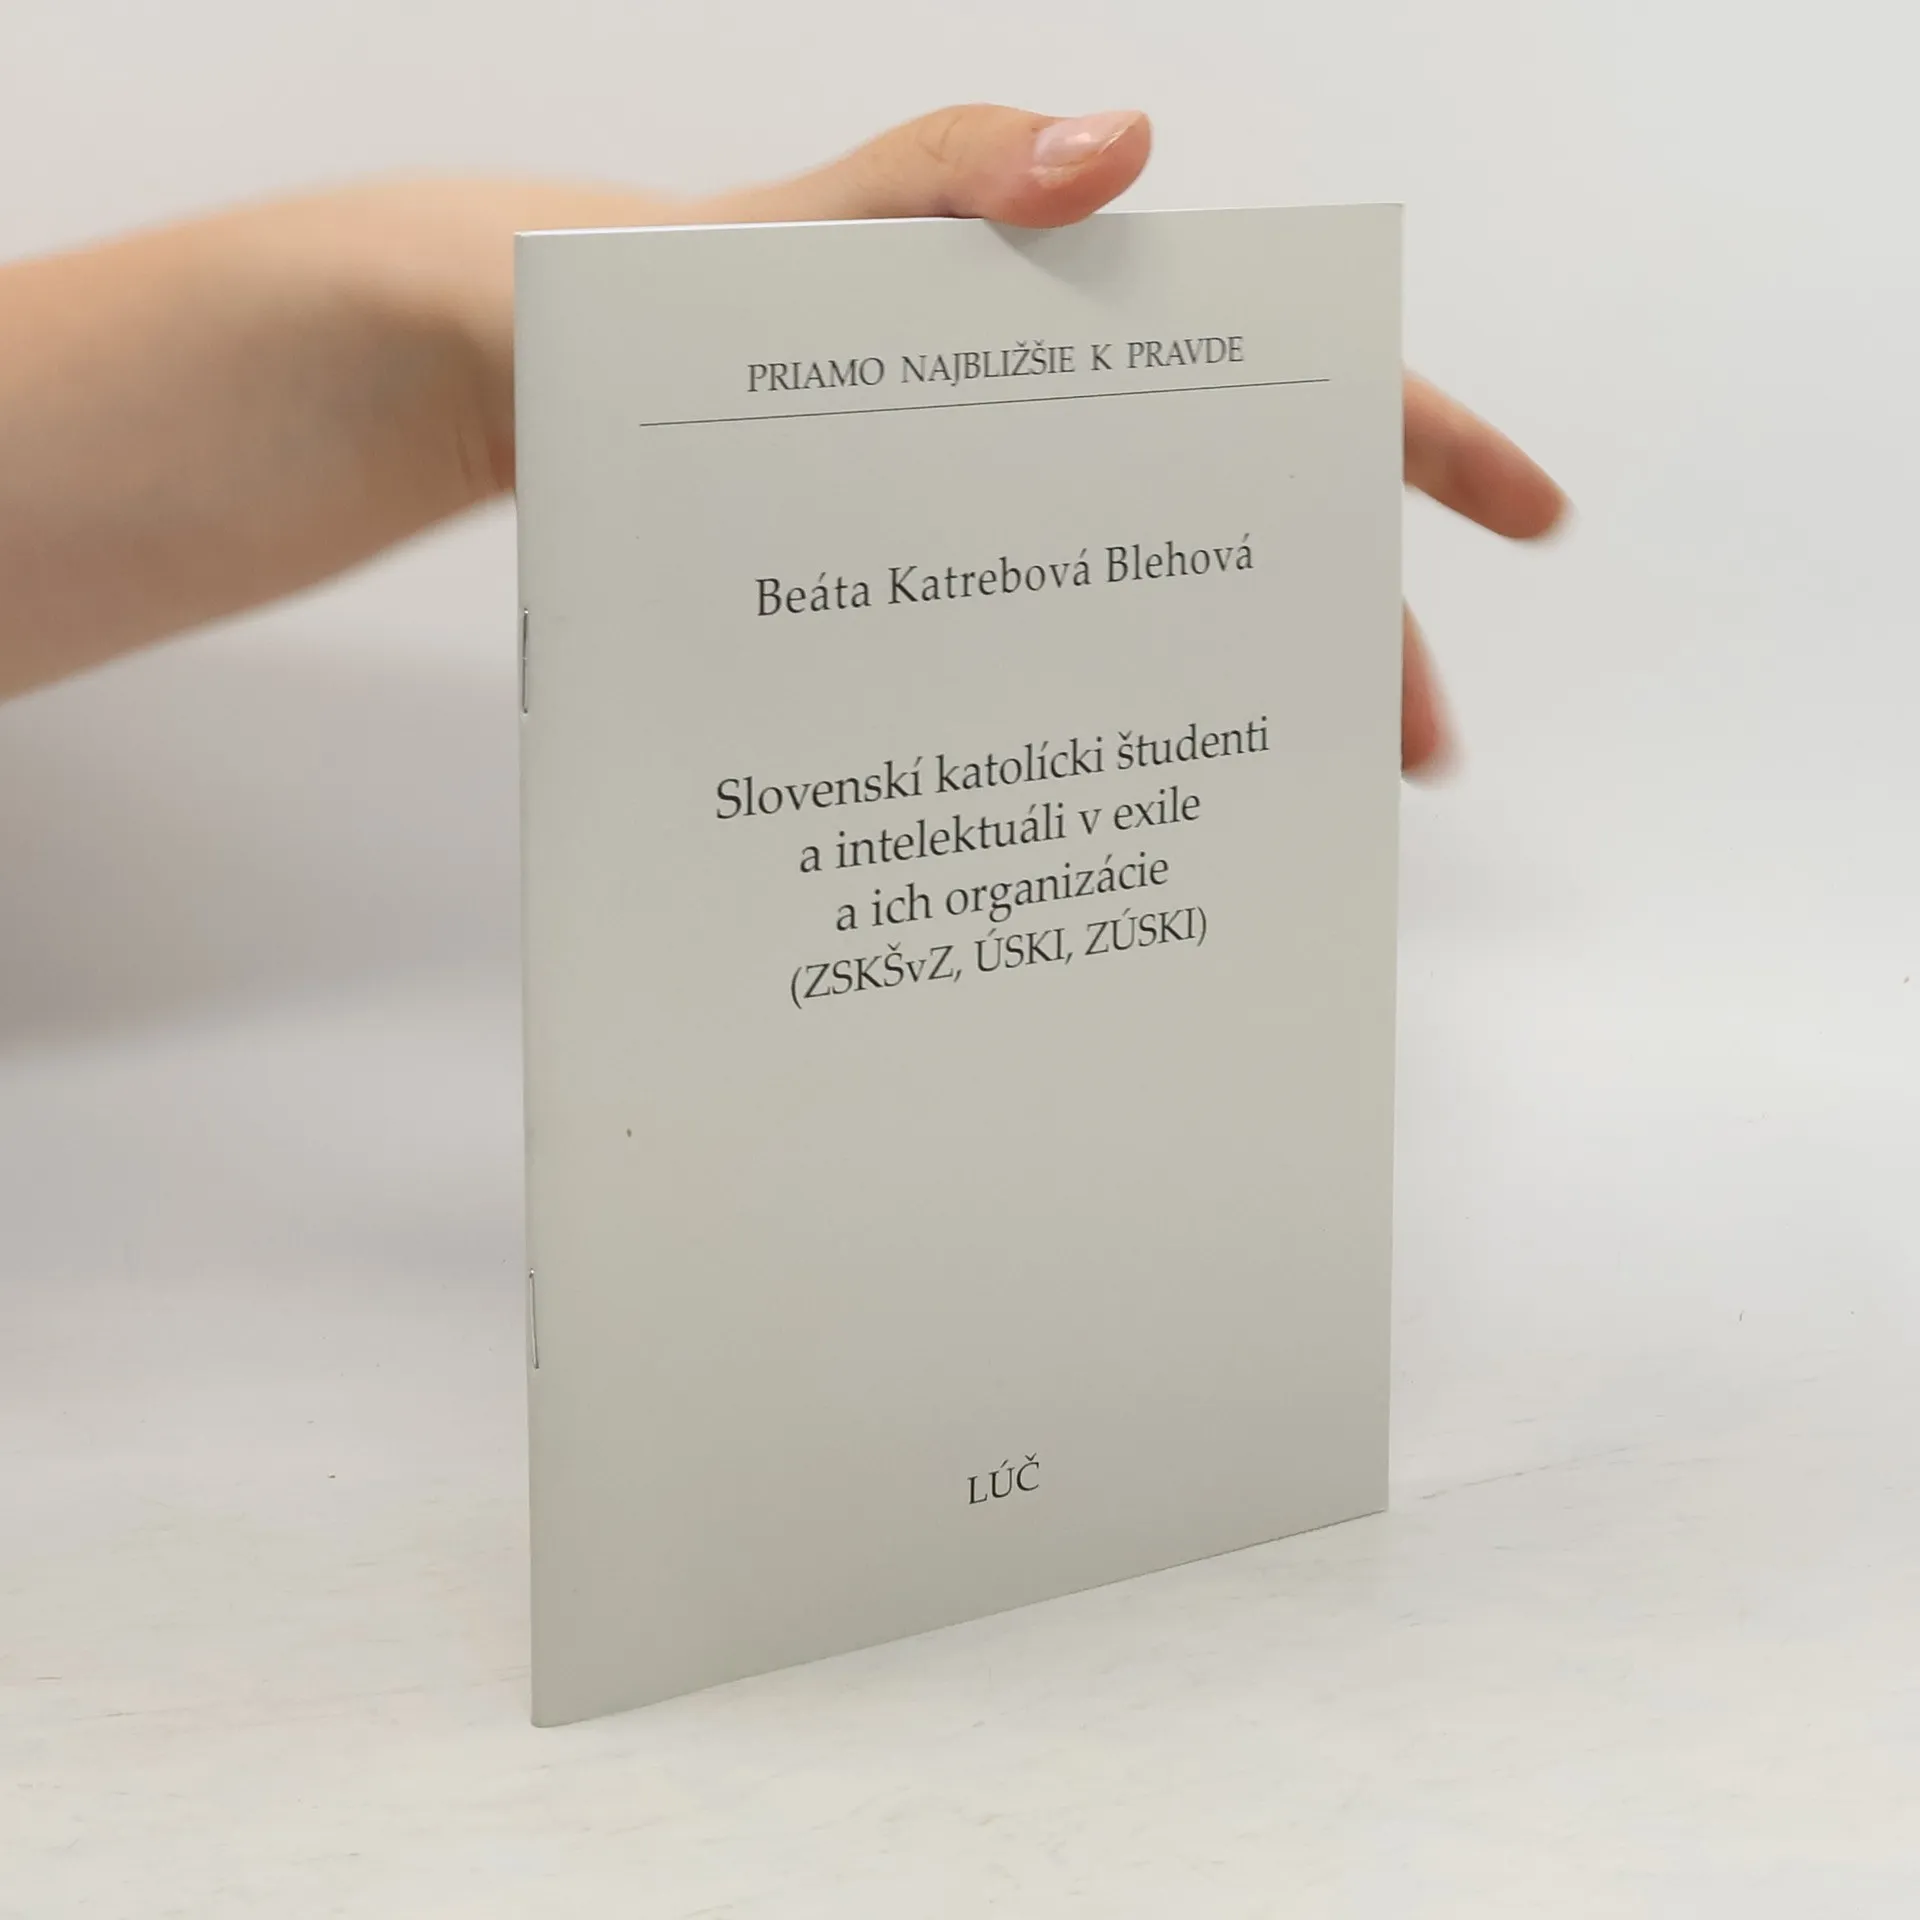 PRIAMO NAJBLIŽŠIE K PRAVDE
Beáta Katrebová Blehová
Slovenskí katolícki študenti
a intelektuáli v exile
a ich organizácie
(ZSKŠvZ, ÚSKI, ZÚSKI)
LÚČ